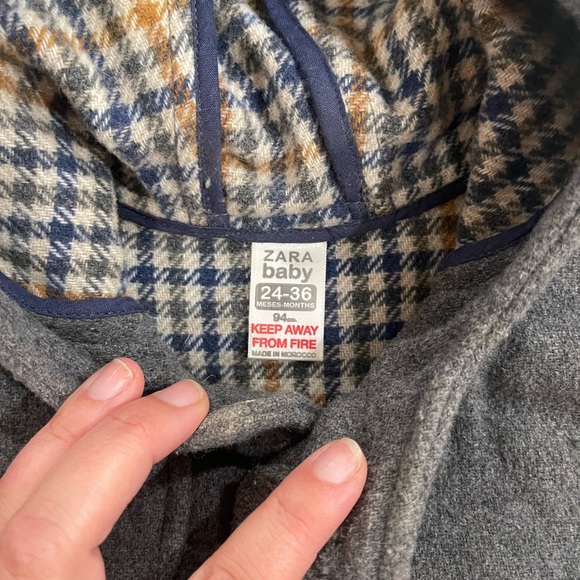 ZARA
baby
24-36
MESES-MONTHS
94cm.
KEEP AWAY
FROM FIRE
MADE IN MOROCCO